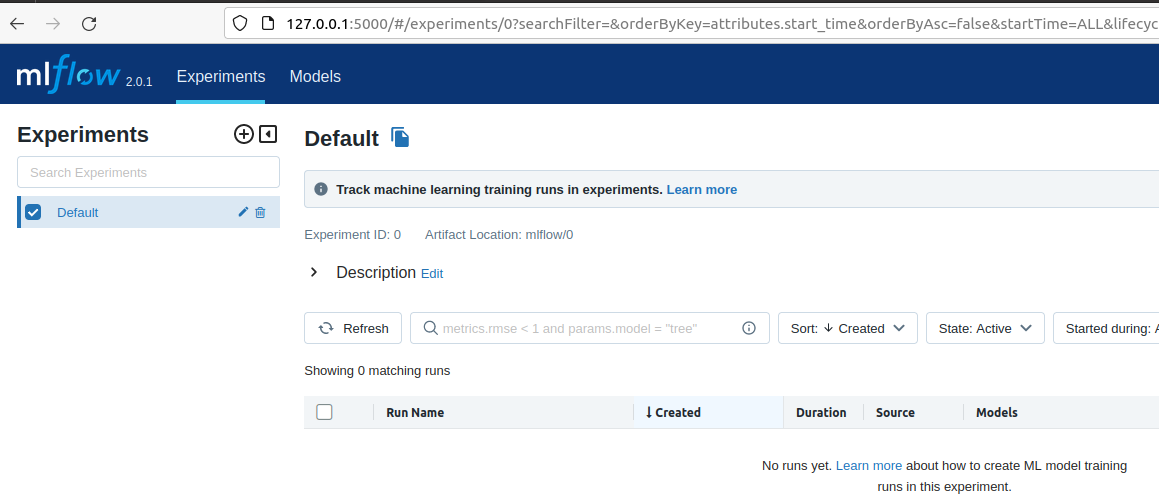 127.0.0.1:5000/#/experiments/0?searchFilter=&orderByKey=attributes.start_time&orderByAsc=false&startTime=ALL&lifecyc
mlflow 2.0.1 Experiments Models
Experiments
Search Experiments
Default
Default
Track machine learning training runs in experiments. Learn more
Experiment ID: 0 Artifact Location: mlflow/0
Description Edit
Refresh metrics.rmse < 1 and params.model = "tree" Sort: Created State: Active Started during: A
Showing 0 matching runs
Run Name Created Duration Source Models
No runs yet. Learn more about how to create ML model training
runs in this experiment.